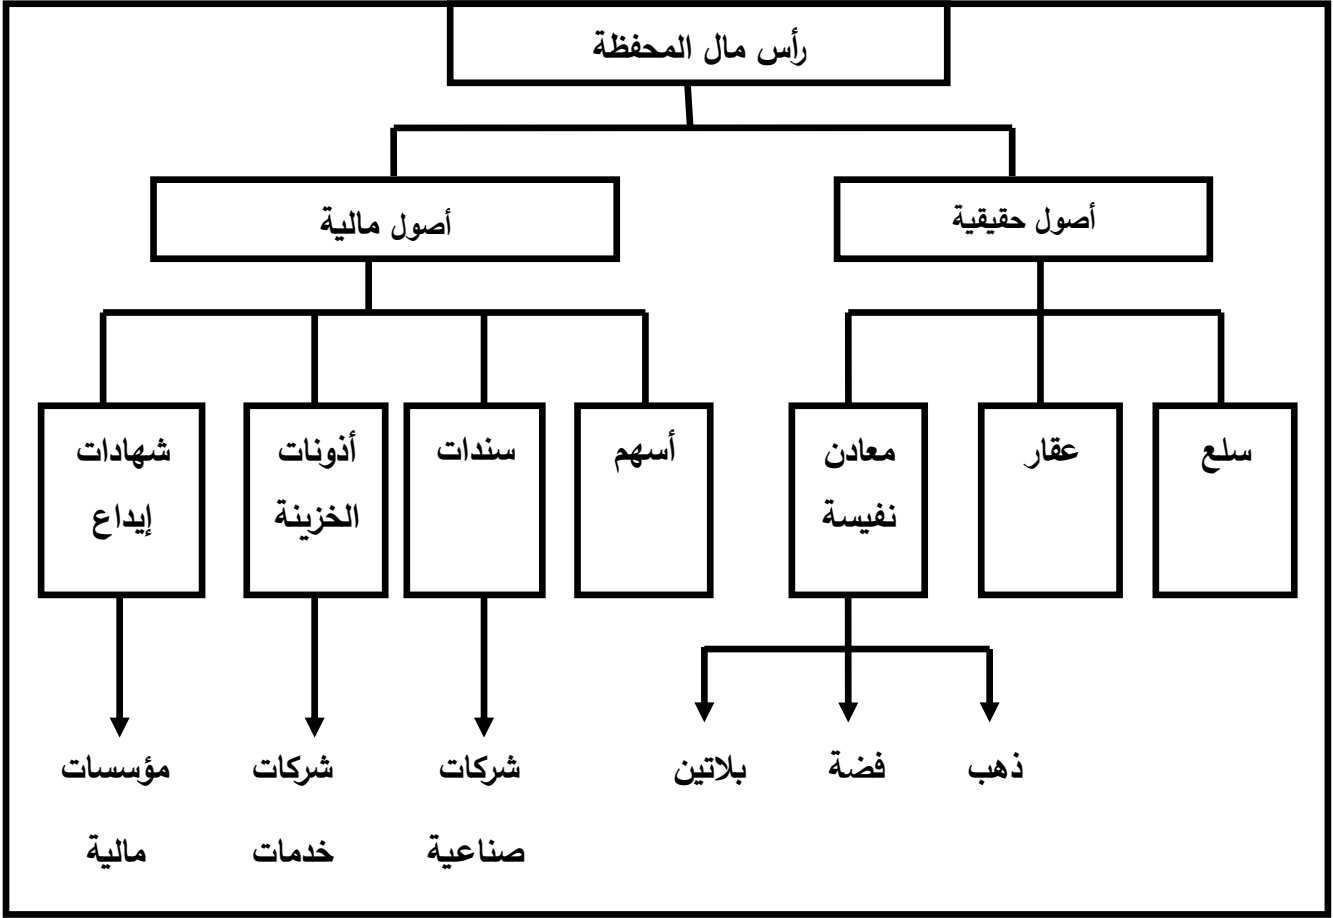 رأس مال المحفظة
أصول حقيقية
أصول مالية
سلع
عقار
معادن
نفيسة
أسهم
سندات
أذونات
الخزينة
شهادات
إيداع
ذهب
فضة
بلاتين
شركات
صناعية
شركات
خدمات
مؤسسات
مالية